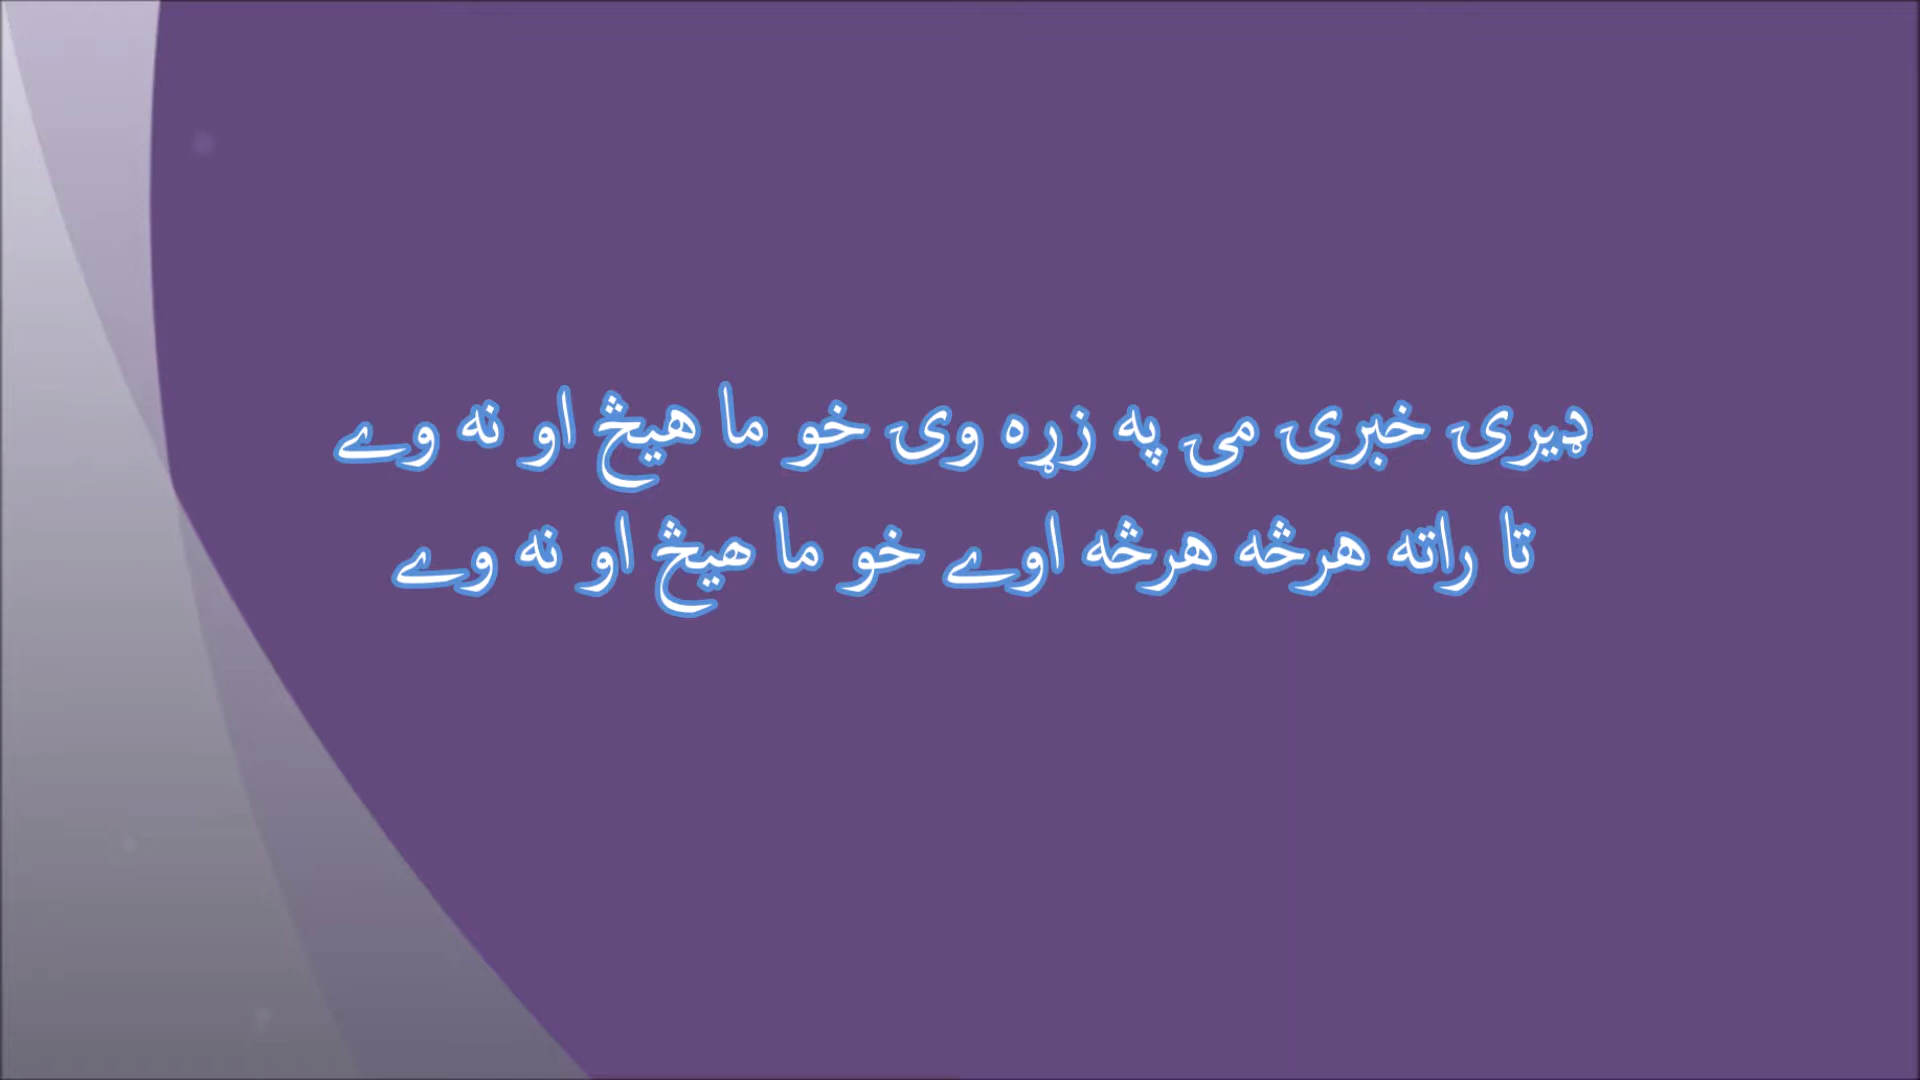 ډیری خبری می په زړه وی خو ما هیڅ او نه وے
تا راته هرڅه هرڅه اوے خو ما هیڅ او نه وے